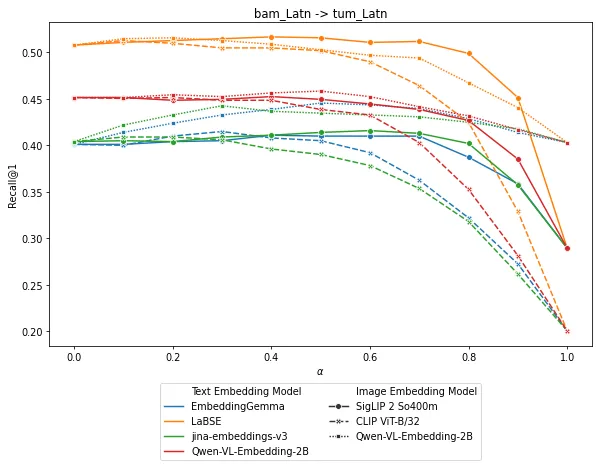 bam_Latn -> tum_Latn
Recall@1
0.50
0.45
0.40
0.35
0.30
0.25
0.20
0.0 0.2 0.4 0.6 0.8 1.0
α
Text Embedding Model
EmbeddingGemma
LaBSE
jina-embeddings-v3
Qwen-VL-Embedding-2B
Image Embedding Model
SigLIP 2 So400m
CLIP ViT-B/32
Qwen-VL-Embedding-2B